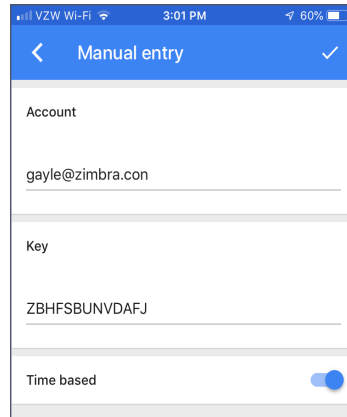 VZW Wi-Fi 3:01 PM 60%
Manual entry
Account
gayle@zimbra.con
Key
ZBHFSBUNVDAFJ
Time based